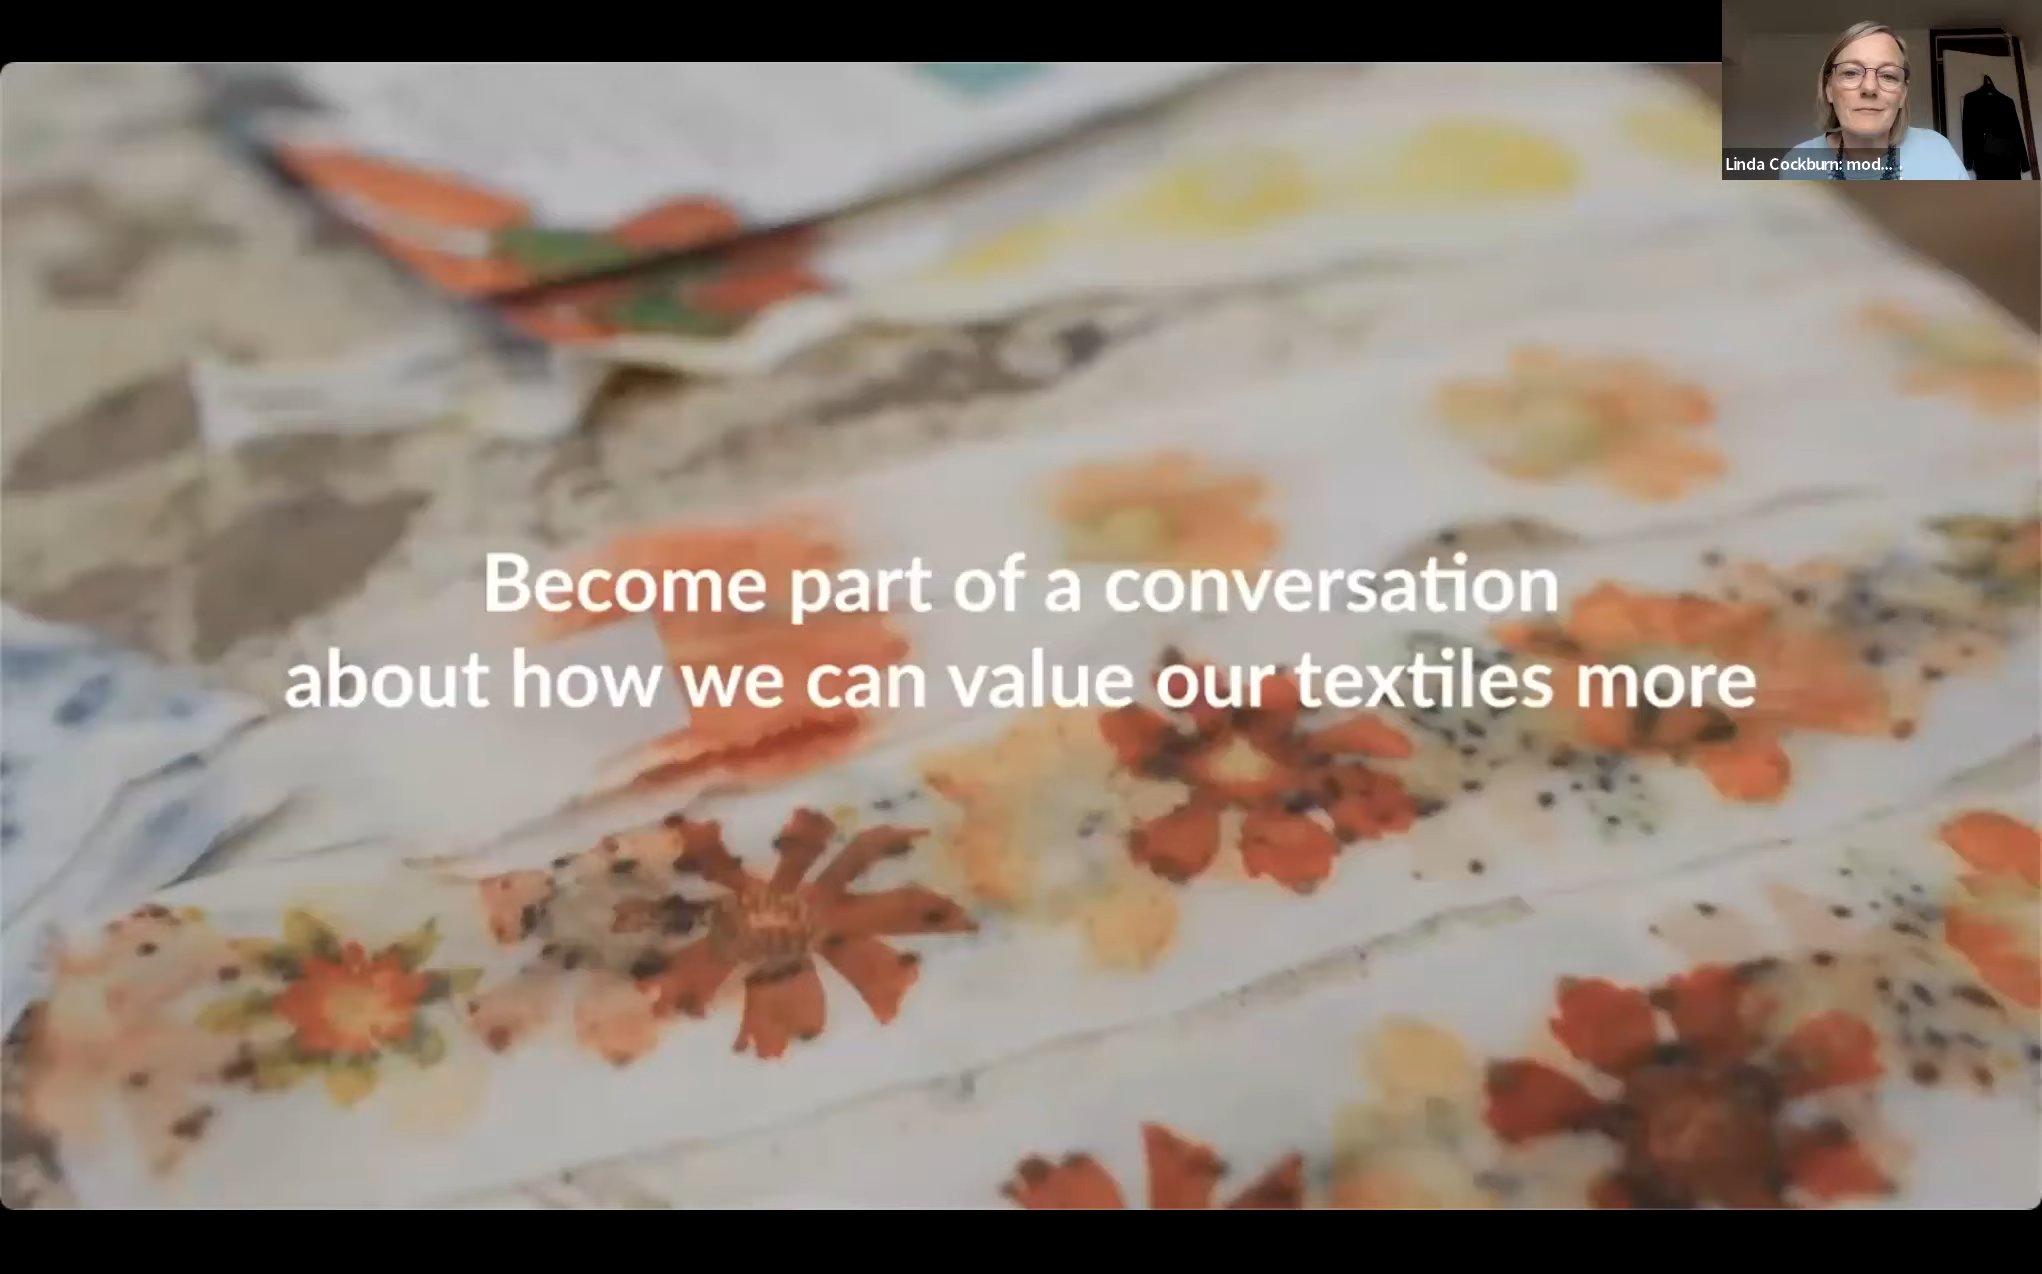 Linda Cockburn: mod...
Become part of a conversation
about how we can value our textiles more